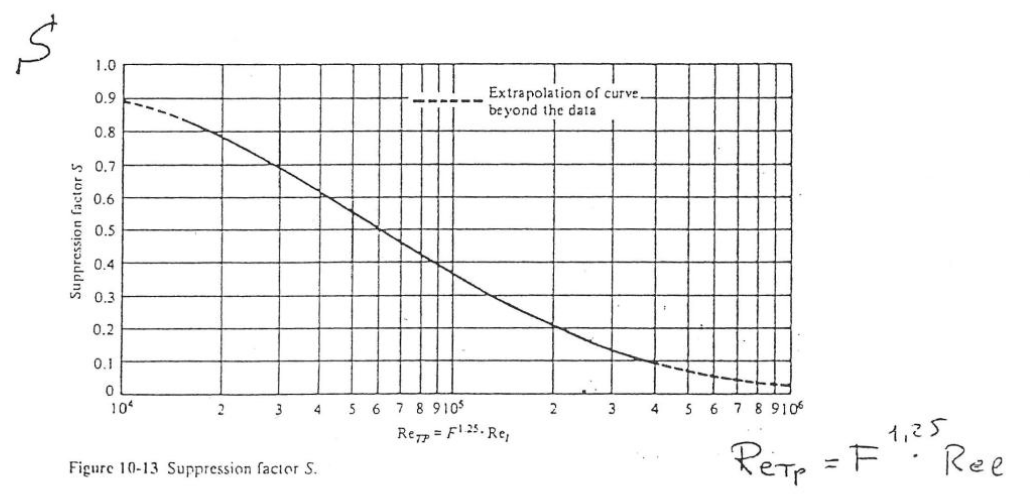 S
1.0
0.9
0.8
0.7
0.6
0.5
0.4
0.3
0.2
0.1
0
Suppression factor S
Extrapolation of curve
beyond the data
10⁴ 2 3 4 5 6 7 8 9 10⁵ 2 3 4 5 6 7 8 9 10⁶
Re_TP = F^1.25 · Re_l
Figure 10-13 Suppression factor S.
Re_TP = F^1,25 · Re_l